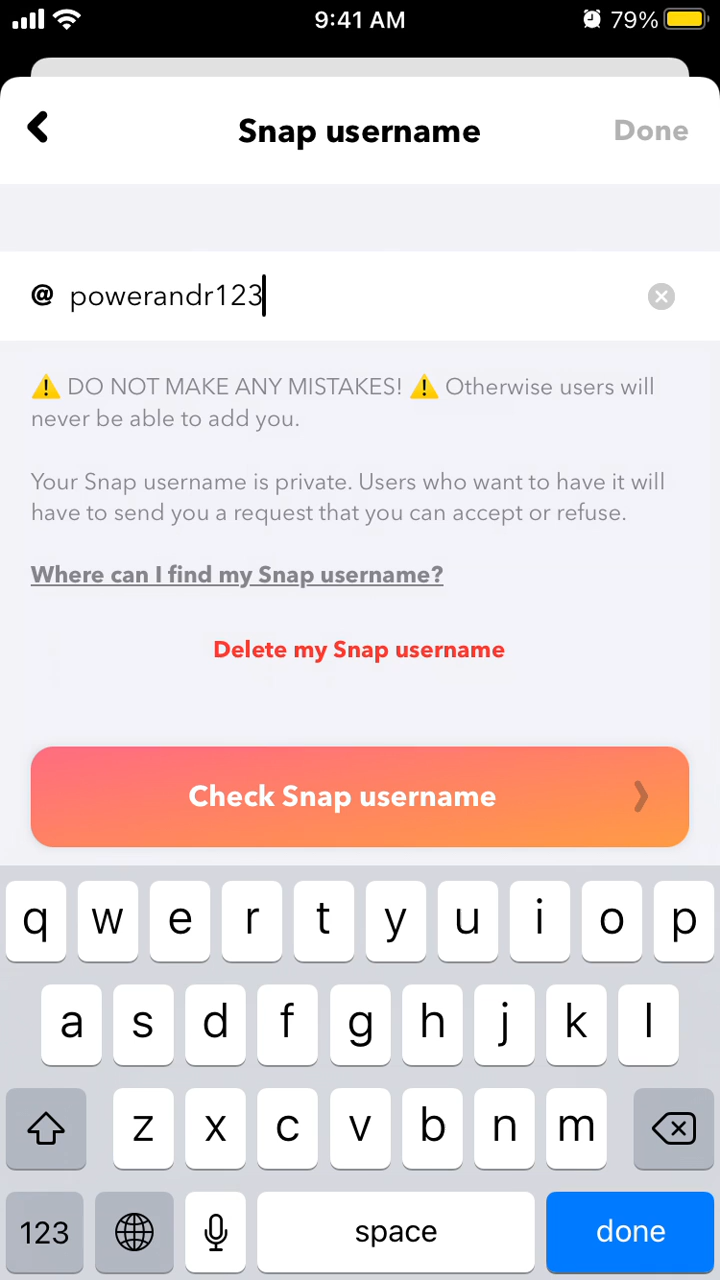 9:41 AM
79%
Snap username
Done
@ powerandr123
⚠️ DO NOT MAKE ANY MISTAKES! ⚠️ Otherwise users will
never be able to add you.
Your Snap username is private. Users who want to have it will
have to send you a request that you can accept or refuse.
Where can I find my Snap username?
Delete my Snap username
Check Snap username
q w e r t y u i o p
a s d f g h j k l
z x c v b n m
123 space done